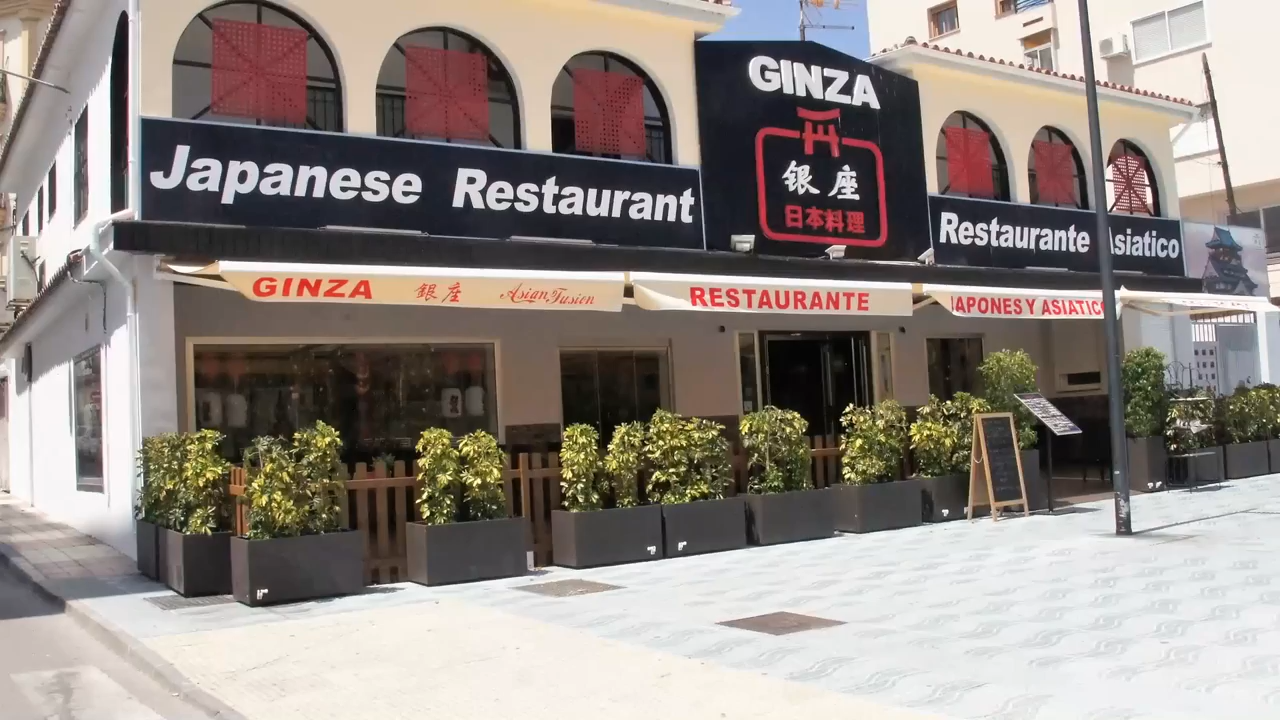 GINZA
銀座
日本料理
Japanese Restaurant
Restaurante Asiatico
GINZA 銀座 Asian Fusion
RESTAURANTE
JAPONES Y ASIATICO